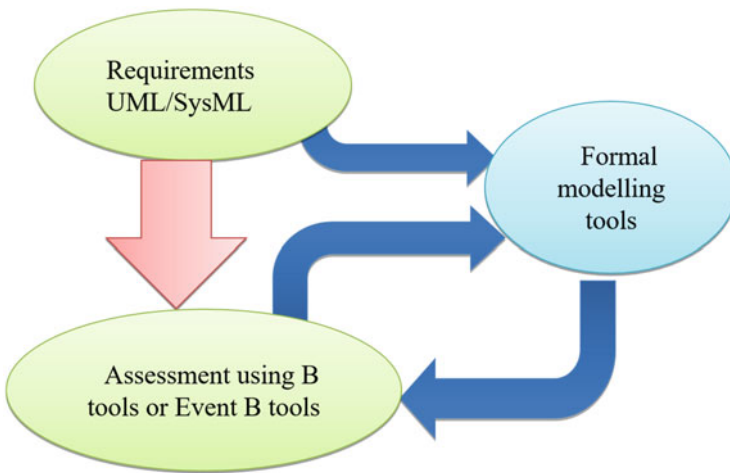 Requirements
UML/SysML
Formal
modelling
tools
Assessment using B
tools or Event B tools